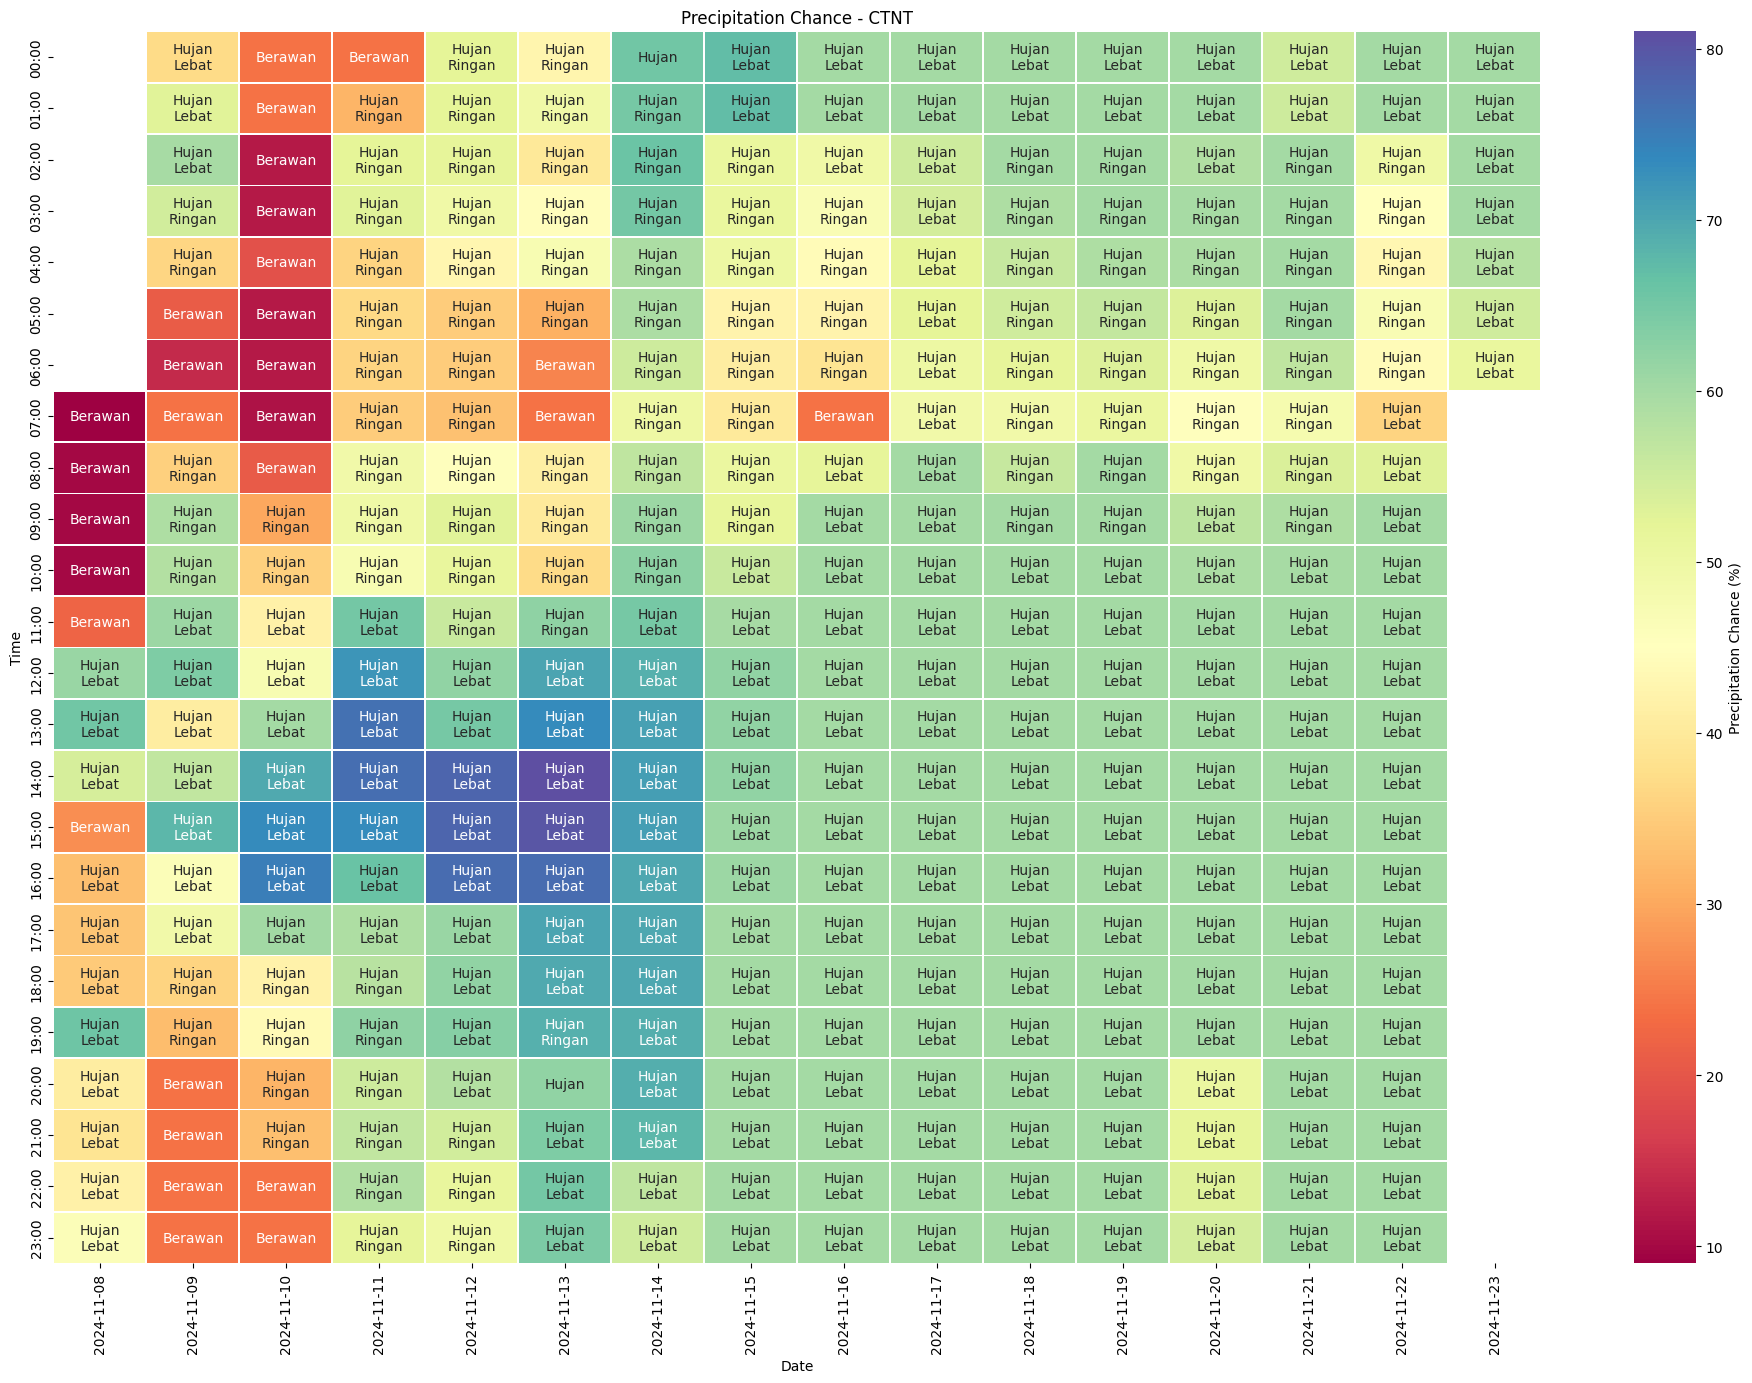 Precipitation Chance - CTNT
00:00 Hujan Lebat Berawan Berawan Hujan Ringan Hujan Ringan Hujan Hujan Lebat Hujan Lebat Hujan Lebat Hujan Lebat Hujan Lebat Hujan Lebat Hujan Lebat Hujan Lebat Hujan Lebat
01:00 Hujan Lebat Berawan Hujan Ringan Hujan Ringan Hujan Ringan Hujan Ringan Hujan Lebat Hujan Lebat Hujan Lebat Hujan Lebat Hujan Lebat Hujan Lebat Hujan Lebat Hujan Lebat Hujan Lebat
02:00 Hujan Lebat Berawan Hujan Ringan Hujan Ringan Hujan Ringan Hujan Ringan Hujan Ringan Hujan Lebat Hujan Lebat Hujan Ringan Hujan Ringan Hujan Lebat Hujan Ringan Hujan Ringan Hujan Lebat
03:00 Hujan Ringan Berawan Hujan Ringan Hujan Ringan Hujan Ringan Hujan Ringan Hujan Ringan Hujan Ringan Hujan Lebat Hujan Ringan Hujan Ringan Hujan Ringan Hujan Ringan Hujan Ringan Hujan Lebat
04:00 Hujan Ringan Berawan Hujan Ringan Hujan Ringan Hujan Ringan Hujan Ringan Hujan Ringan Hujan Ringan Hujan Lebat Hujan Ringan Hujan Ringan Hujan Ringan Hujan Ringan Hujan Ringan Hujan Lebat
05:00 Berawan Berawan Hujan Ringan Hujan Ringan Hujan Ringan Hujan Ringan Hujan Ringan Hujan Ringan Hujan Lebat Hujan Ringan Hujan Ringan Hujan Ringan Hujan Ringan Hujan Ringan Hujan Lebat
06:00 Berawan Berawan Hujan Ringan Hujan Ringan Berawan Hujan Ringan Hujan Ringan Hujan Ringan Hujan Lebat Hujan Ringan Hujan Ringan Hujan Ringan Hujan Ringan Hujan Ringan Hujan Lebat
07:00 Berawan Berawan Berawan Hujan Ringan Hujan Ringan Berawan Hujan Ringan Hujan Ringan Berawan Hujan Lebat Hujan Ringan Hujan Ringan Hujan Ringan Hujan Ringan Hujan Lebat
08:00 Berawan Hujan Ringan Berawan Hujan Ringan Hujan Ringan Hujan Ringan Hujan Ringan Hujan Ringan Hujan Lebat Hujan Lebat Hujan Ringan Hujan Ringan Hujan Ringan Hujan Ringan Hujan Lebat
09:00 Berawan Hujan Ringan Hujan Ringan Hujan Ringan Hujan Ringan Hujan Ringan Hujan Ringan Hujan Ringan Hujan Lebat Hujan Lebat Hujan Ringan Hujan Ringan Hujan Lebat Hujan Ringan Hujan Lebat
10:00 Berawan Hujan Ringan Hujan Ringan Hujan Ringan Hujan Ringan Hujan Ringan Hujan Ringan Hujan Lebat Hujan Lebat Hujan Lebat Hujan Lebat Hujan Lebat Hujan Lebat Hujan Lebat Hujan Lebat
11:00 Berawan Hujan Lebat Hujan Lebat Hujan Lebat Hujan Ringan Hujan Ringan Hujan Lebat Hujan Lebat Hujan Lebat Hujan Lebat Hujan Lebat Hujan Lebat Hujan Lebat Hujan Lebat Hujan Lebat
12:00 Hujan Lebat Hujan Lebat Hujan Lebat Hujan Lebat Hujan Lebat Hujan Lebat Hujan Lebat Hujan Lebat Hujan Lebat Hujan Lebat Hujan Lebat Hujan Lebat Hujan Lebat Hujan Lebat Hujan Lebat
13:00 Hujan Lebat Hujan Lebat Hujan Lebat Hujan Lebat Hujan Lebat Hujan Lebat Hujan Lebat Hujan Lebat Hujan Lebat Hujan Lebat Hujan Lebat Hujan Lebat Hujan Lebat Hujan Lebat Hujan Lebat
14:00 Hujan Lebat Hujan Lebat Hujan Lebat Hujan Lebat Hujan Lebat Hujan Lebat Hujan Lebat Hujan Lebat Hujan Lebat Hujan Lebat Hujan Lebat Hujan Lebat Hujan Lebat Hujan Lebat Hujan Lebat
15:00 Berawan Hujan Lebat Hujan Lebat Hujan Lebat Hujan Lebat Hujan Lebat Hujan Lebat Hujan Lebat Hujan Lebat Hujan Lebat Hujan Lebat Hujan Lebat Hujan Lebat Hujan Lebat Hujan Lebat
16:00 Hujan Lebat Hujan Lebat Hujan Lebat Hujan Lebat Hujan Lebat Hujan Lebat Hujan Lebat Hujan Lebat Hujan Lebat Hujan Lebat Hujan Lebat Hujan Lebat Hujan Lebat Hujan Lebat Hujan Lebat
17:00 Hujan Lebat Hujan Lebat Hujan Lebat Hujan Lebat Hujan Lebat Hujan Lebat Hujan Lebat Hujan Lebat Hujan Lebat Hujan Lebat Hujan Lebat Hujan Lebat Hujan Lebat Hujan Lebat Hujan Lebat
18:00 Hujan Lebat Hujan Ringan Hujan Ringan Hujan Ringan Hujan Lebat Hujan Lebat Hujan Lebat Hujan Lebat Hujan Lebat Hujan Lebat Hujan Lebat Hujan Lebat Hujan Lebat Hujan Lebat Hujan Lebat
19:00 Hujan Lebat Hujan Ringan Hujan Ringan Hujan Ringan Hujan Lebat Hujan Ringan Hujan Lebat Hujan Lebat Hujan Lebat Hujan Lebat Hujan Lebat Hujan Lebat Hujan Lebat Hujan Lebat Hujan Lebat
20:00 Hujan Lebat Berawan Hujan Ringan Hujan Ringan Hujan Lebat Hujan Hujan Lebat Hujan Lebat Hujan Lebat Hujan Lebat Hujan Lebat Hujan Lebat Hujan Lebat Hujan Lebat Hujan Lebat
21:00 Hujan Lebat Berawan Hujan Ringan Hujan Ringan Hujan Ringan Hujan Lebat Hujan Lebat Hujan Lebat Hujan Lebat Hujan Lebat Hujan Lebat Hujan Lebat Hujan Lebat Hujan Lebat Hujan Lebat
22:00 Hujan Lebat Berawan Berawan Hujan Ringan Hujan Ringan Hujan Lebat Hujan Lebat Hujan Lebat Hujan Lebat Hujan Lebat Hujan Lebat Hujan Lebat Hujan Lebat Hujan Lebat Hujan Lebat
23:00 Hujan Lebat Berawan Berawan Hujan Ringan Hujan Ringan Hujan Lebat Hujan Lebat Hujan Lebat Hujan Lebat Hujan Lebat Hujan Lebat Hujan Lebat Hujan Lebat Hujan Lebat Hujan Lebat
Time
2024-11-08 2024-11-09 2024-11-10 2024-11-11 2024-11-12 2024-11-13 2024-11-14 2024-11-15 2024-11-16 2024-11-17 2024-11-18 2024-11-19 2024-11-20 2024-11-21 2024-11-22 2024-11-23
Date
80
70
60
50
40
30
20
10
Precipitation Chance (%)